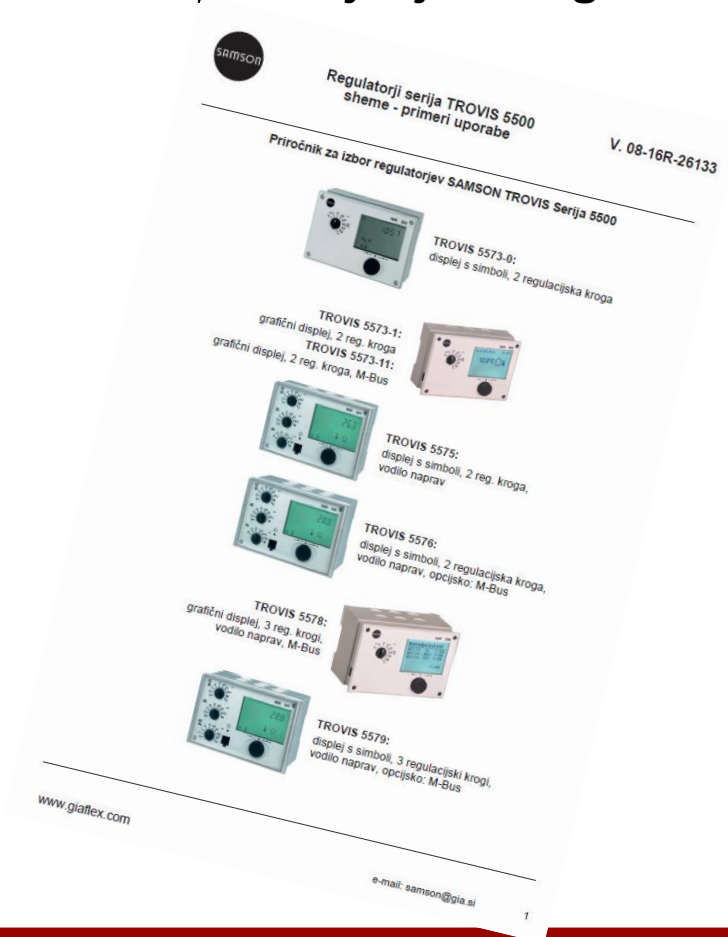 SAMSON
Regulatorji serija TROVIS 5500
sheme - primeri uporabe
V. 08-16R-26133
Priročnik za izbor regulatorjev SAMSON TROVIS Serija 5500
TROVIS 5573-0:
displej s simboli, 2 regulacijska kroga
TROVIS 5573-1:
grafični displej, 2 reg. kroga
TROVIS 5573-11:
grafični displej, 2 reg. kroga, M-Bus
TROVIS 5575:
displej s simboli, 2 reg. kroga,
vodilo naprav
TROVIS 5576:
displej s simboli, 2 regulacijska kroga,
vodilo naprav, opcijsko: M-Bus
TROVIS 5578:
grafični displej, 3 reg. krogi,
vodilo naprav, M-Bus
TROVIS 5579:
displej s simboli, 3 regulacijski krogi,
vodilo naprav, opcijsko: M-Bus
www.giaflex.com
e-mail: samson@gia.si
1